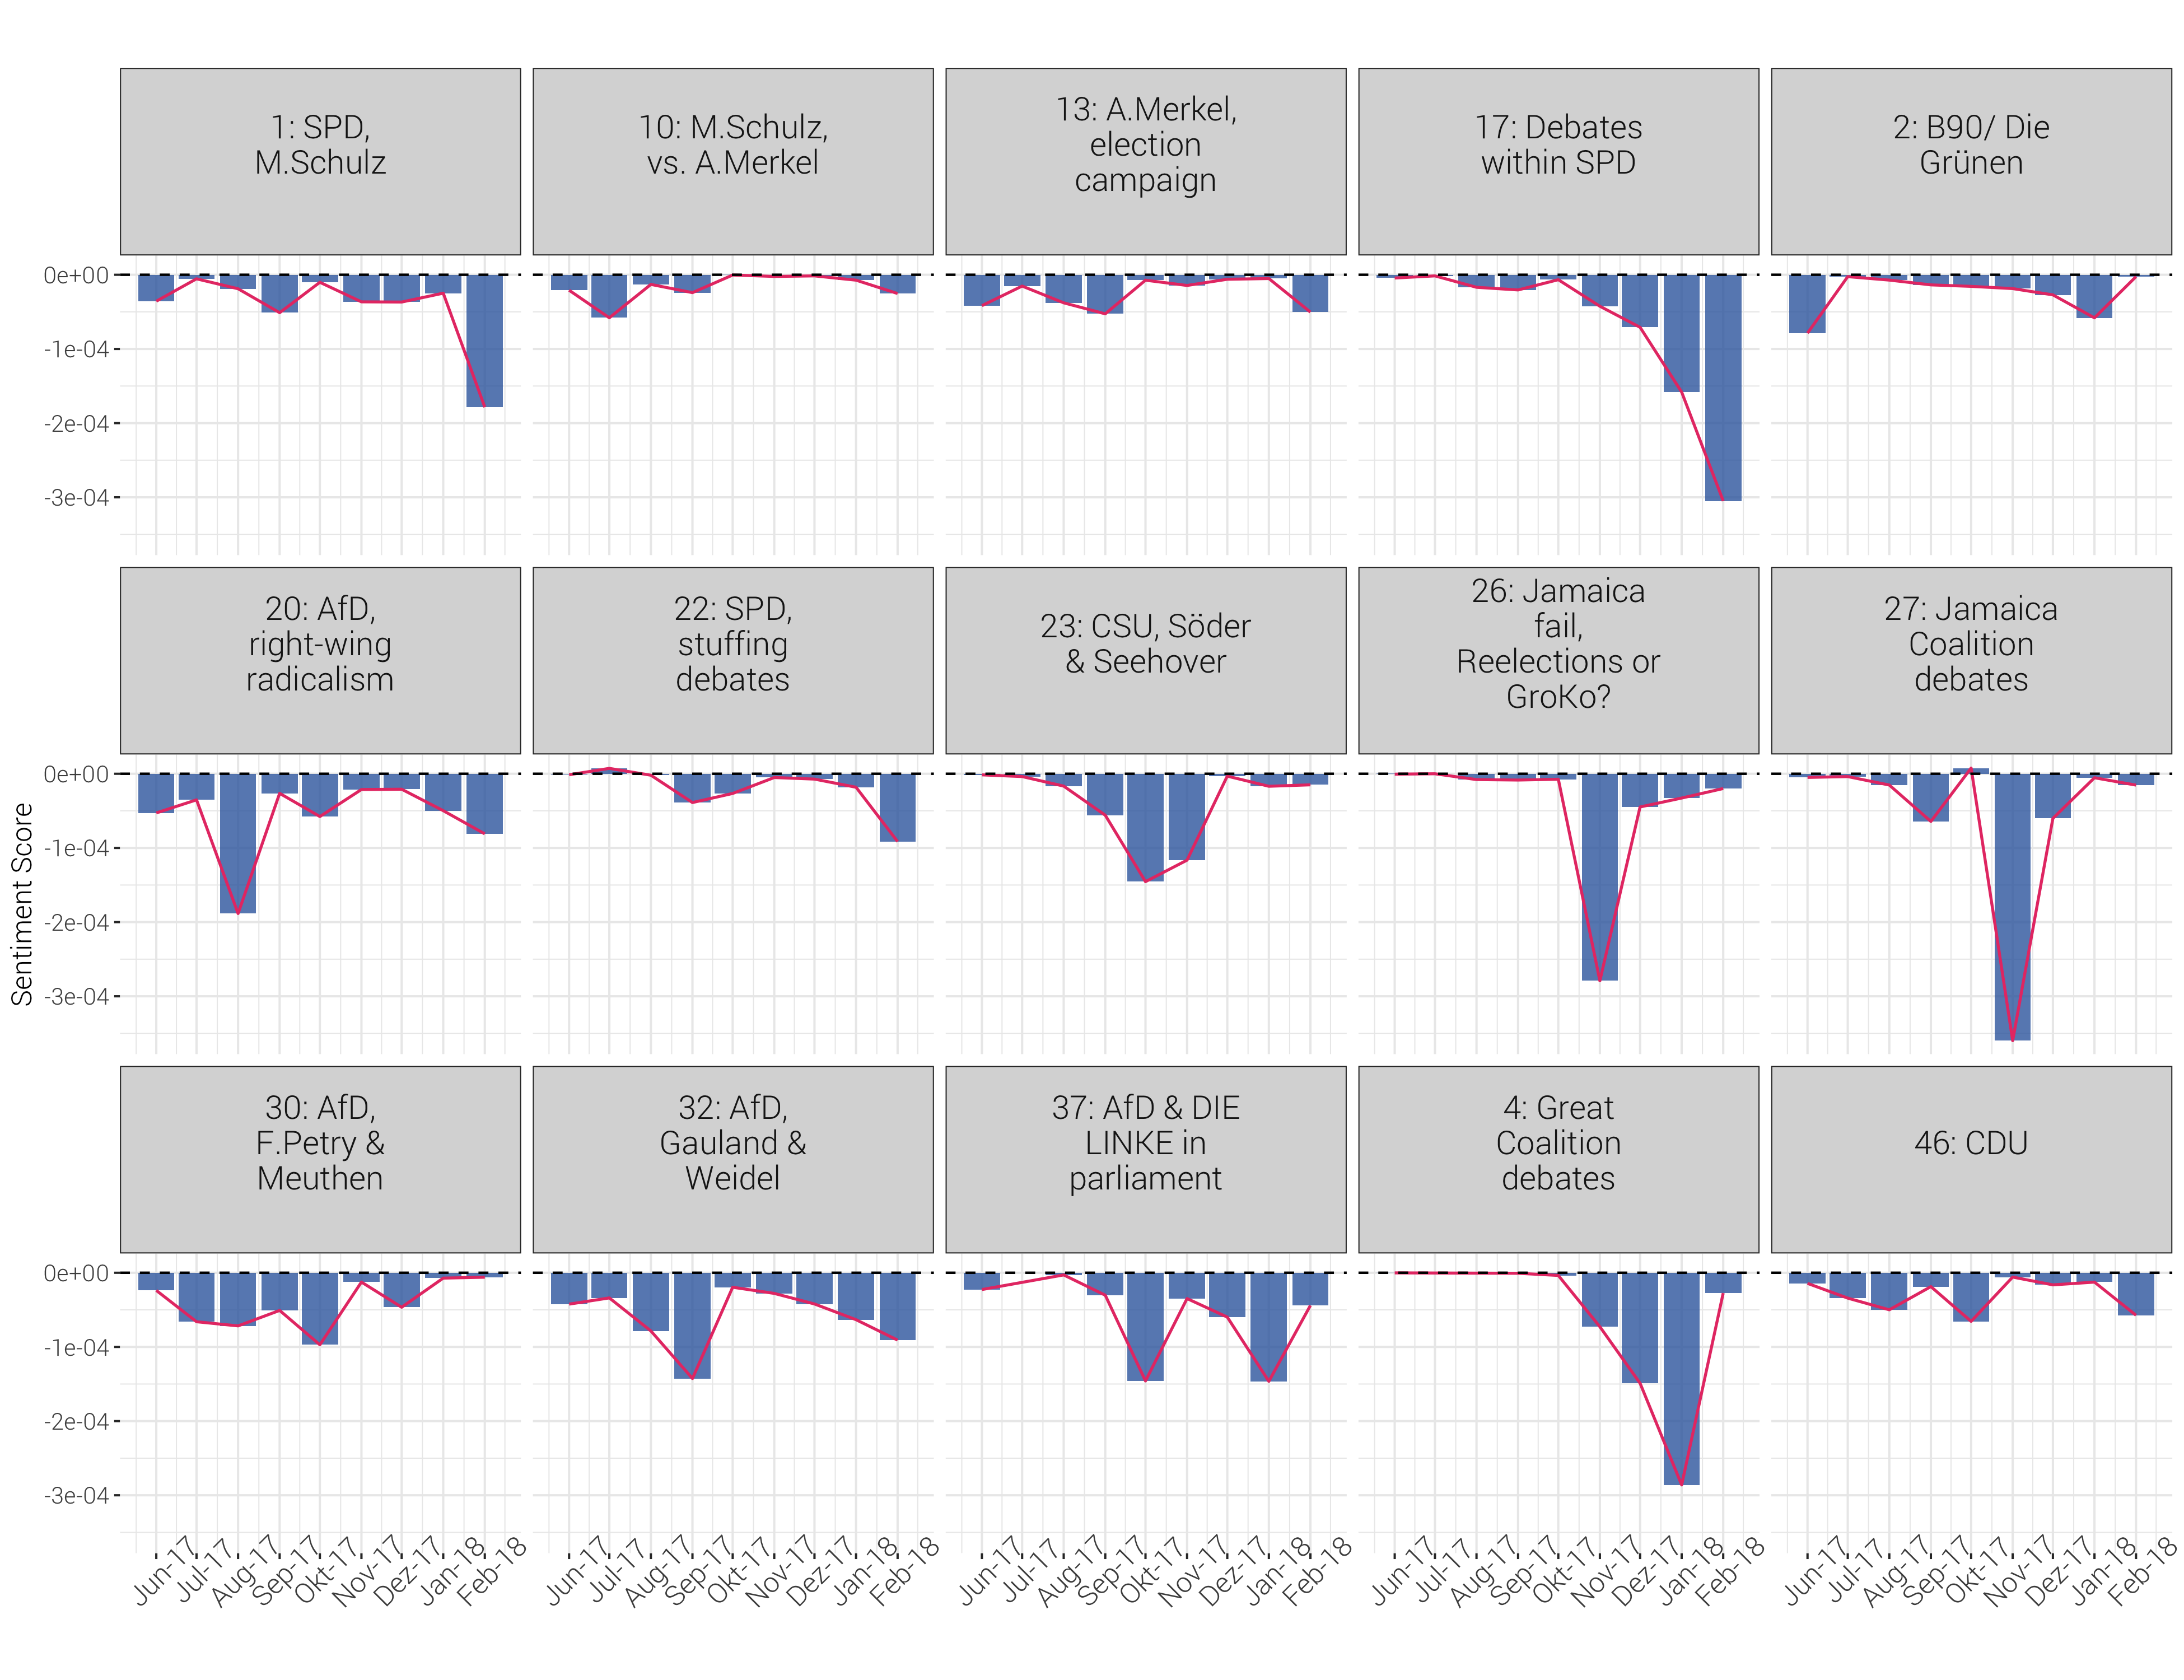 1: SPD,
M.Schulz
10: M.Schulz,
vs. A.Merkel
13: A.Merkel,
election
campaign
17: Debates
within SPD
2: B90/ Die
Grünen
0e+00
-1e-04
-2e-04
-3e-04
20: AfD,
right-wing
radicalism
22: SPD,
stuffing
debates
23: CSU, Söder
& Seehover
26: Jamaica
fail,
Reelections or
GroKo?
27: Jamaica
Coalition
debates
Sentiment Score
0e+00
-1e-04
-2e-04
-3e-04
30: AfD,
F.Petry &
Meuthen
32: AfD,
Gauland &
Weidel
37: AfD & DIE
LINKE in
parliament
4: Great
Coalition
debates
46: CDU
0e+00
-1e-04
-2e-04
-3e-04
Jun-17 Jul-17 Aug-17 Sep-17 Okt-17 Nov-17 Dez-17 Jan-18 Feb-18
Jun-17 Jul-17 Aug-17 Sep-17 Okt-17 Nov-17 Dez-17 Jan-18 Feb-18
Jun-17 Jul-17 Aug-17 Sep-17 Okt-17 Nov-17 Dez-17 Jan-18 Feb-18
Jun-17 Jul-17 Aug-17 Sep-17 Okt-17 Nov-17 Dez-17 Jan-18 Feb-18
Jun-17 Jul-17 Aug-17 Sep-17 Okt-17 Nov-17 Dez-17 Jan-18 Feb-18